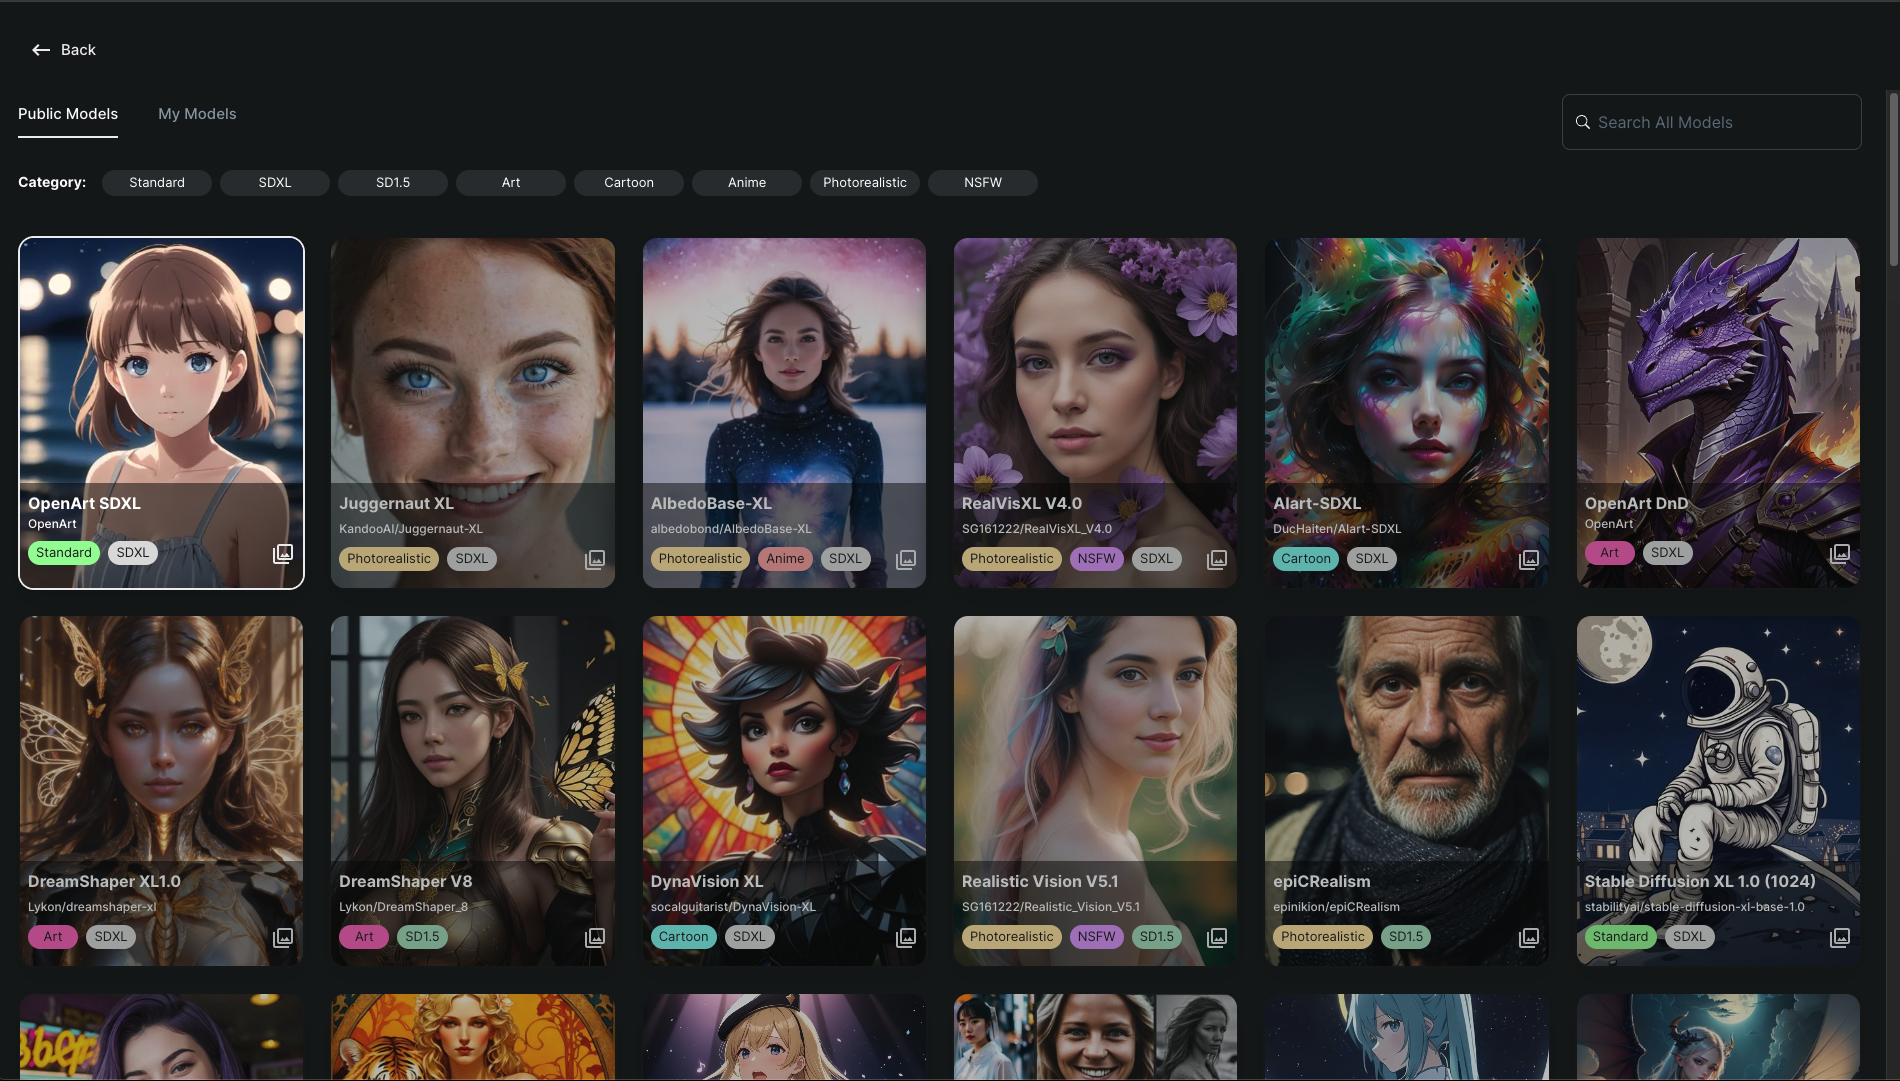 Back
Public Models
My Models
Search All Models
Category:
Standard
SDXL
SD1.5
Art
Cartoon
Anime
Photorealistic
NSFW
OpenArt SDXL
OpenArt
Standard
SDXL
Juggernaut XL
KandooAI/Juggernaut-XL
Photorealistic
SDXL
AlbedoBase-XL
albedobond/AlbedoBase-XL
Photorealistic
Anime
SDXL
RealVisXL V4.0
SG161222/RealVisXL_V4.0
Photorealistic
NSFW
SDXL
AIart-SDXL
DucHaiten/AIart-SDXL
Cartoon
SDXL
OpenArt DnD
OpenArt
Art
SDXL
DreamShaper XL1.0
Lykon/dreamshaper-xl
Art
SDXL
DreamShaper V8
Lykon/DreamShaper_8
Art
SD1.5
DynaVision XL
socalguitarist/DynaVision-XL
Cartoon
SDXL
Realistic Vision V5.1
SG161222/Realistic_Vision_V5.1
Photorealistic
NSFW
SD1.5
epiCRealism
epinikion/epiCRealism
Photorealistic
SD1.5
Stable Diffusion XL 1.0 (1024)
stabilityai/stable-diffusion-xl-base-1.0
Standard
SDXL